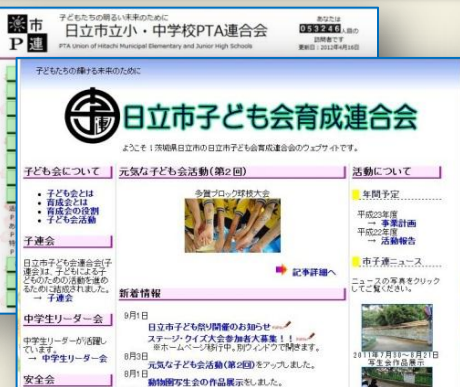 市
P連
子どもたちの明るい未来のために
日立市立小・中学校PTA連合会
PTA Union of Hitachi Municipal Elementary and Junior High Schools
あなたは
053246人目の
訪問者です
更新日:2012年4月16日
子どもたちの輝ける未来のために
子連
日立市子ども会育成連合会
ようこそ!茨城県日立市の日立市子ども会育成連合会のウェブサイトです。
子ども会について
・子ども会とは
・育成会とは
・育成会の役割
・子ども会活動
子連会
日立市子ども会連合会(子
連会)は、子どもによる子ど
ものための活動を進め
るために結成されました。
→ 子連会
中学生リーダー会
中学生リーダーが活躍し
ています。
→ 中学生リーダー会
安全会
元気な子ども会活動(第2回)
多賀ブロック球技大会
記事詳細へ
新着情報
9月1日
日立市子ども祭り開催のお知らせ
ステージ・クイズ大会参加者大募集!!
※ホームページ移行中。別ウィンドウで開きます。
8月3日
元気な子ども会活動(第2回)をアップしました。
8月1日
動物園写生会の作品展示をしました。
活動について
年間予定
平成23年度
→ 事業計画
平成22年度
→ 活動報告
市子連ニュース
ニュースの写真をクリック
してご覧ください。
2011年7月30~8月21日
写生会作品展示